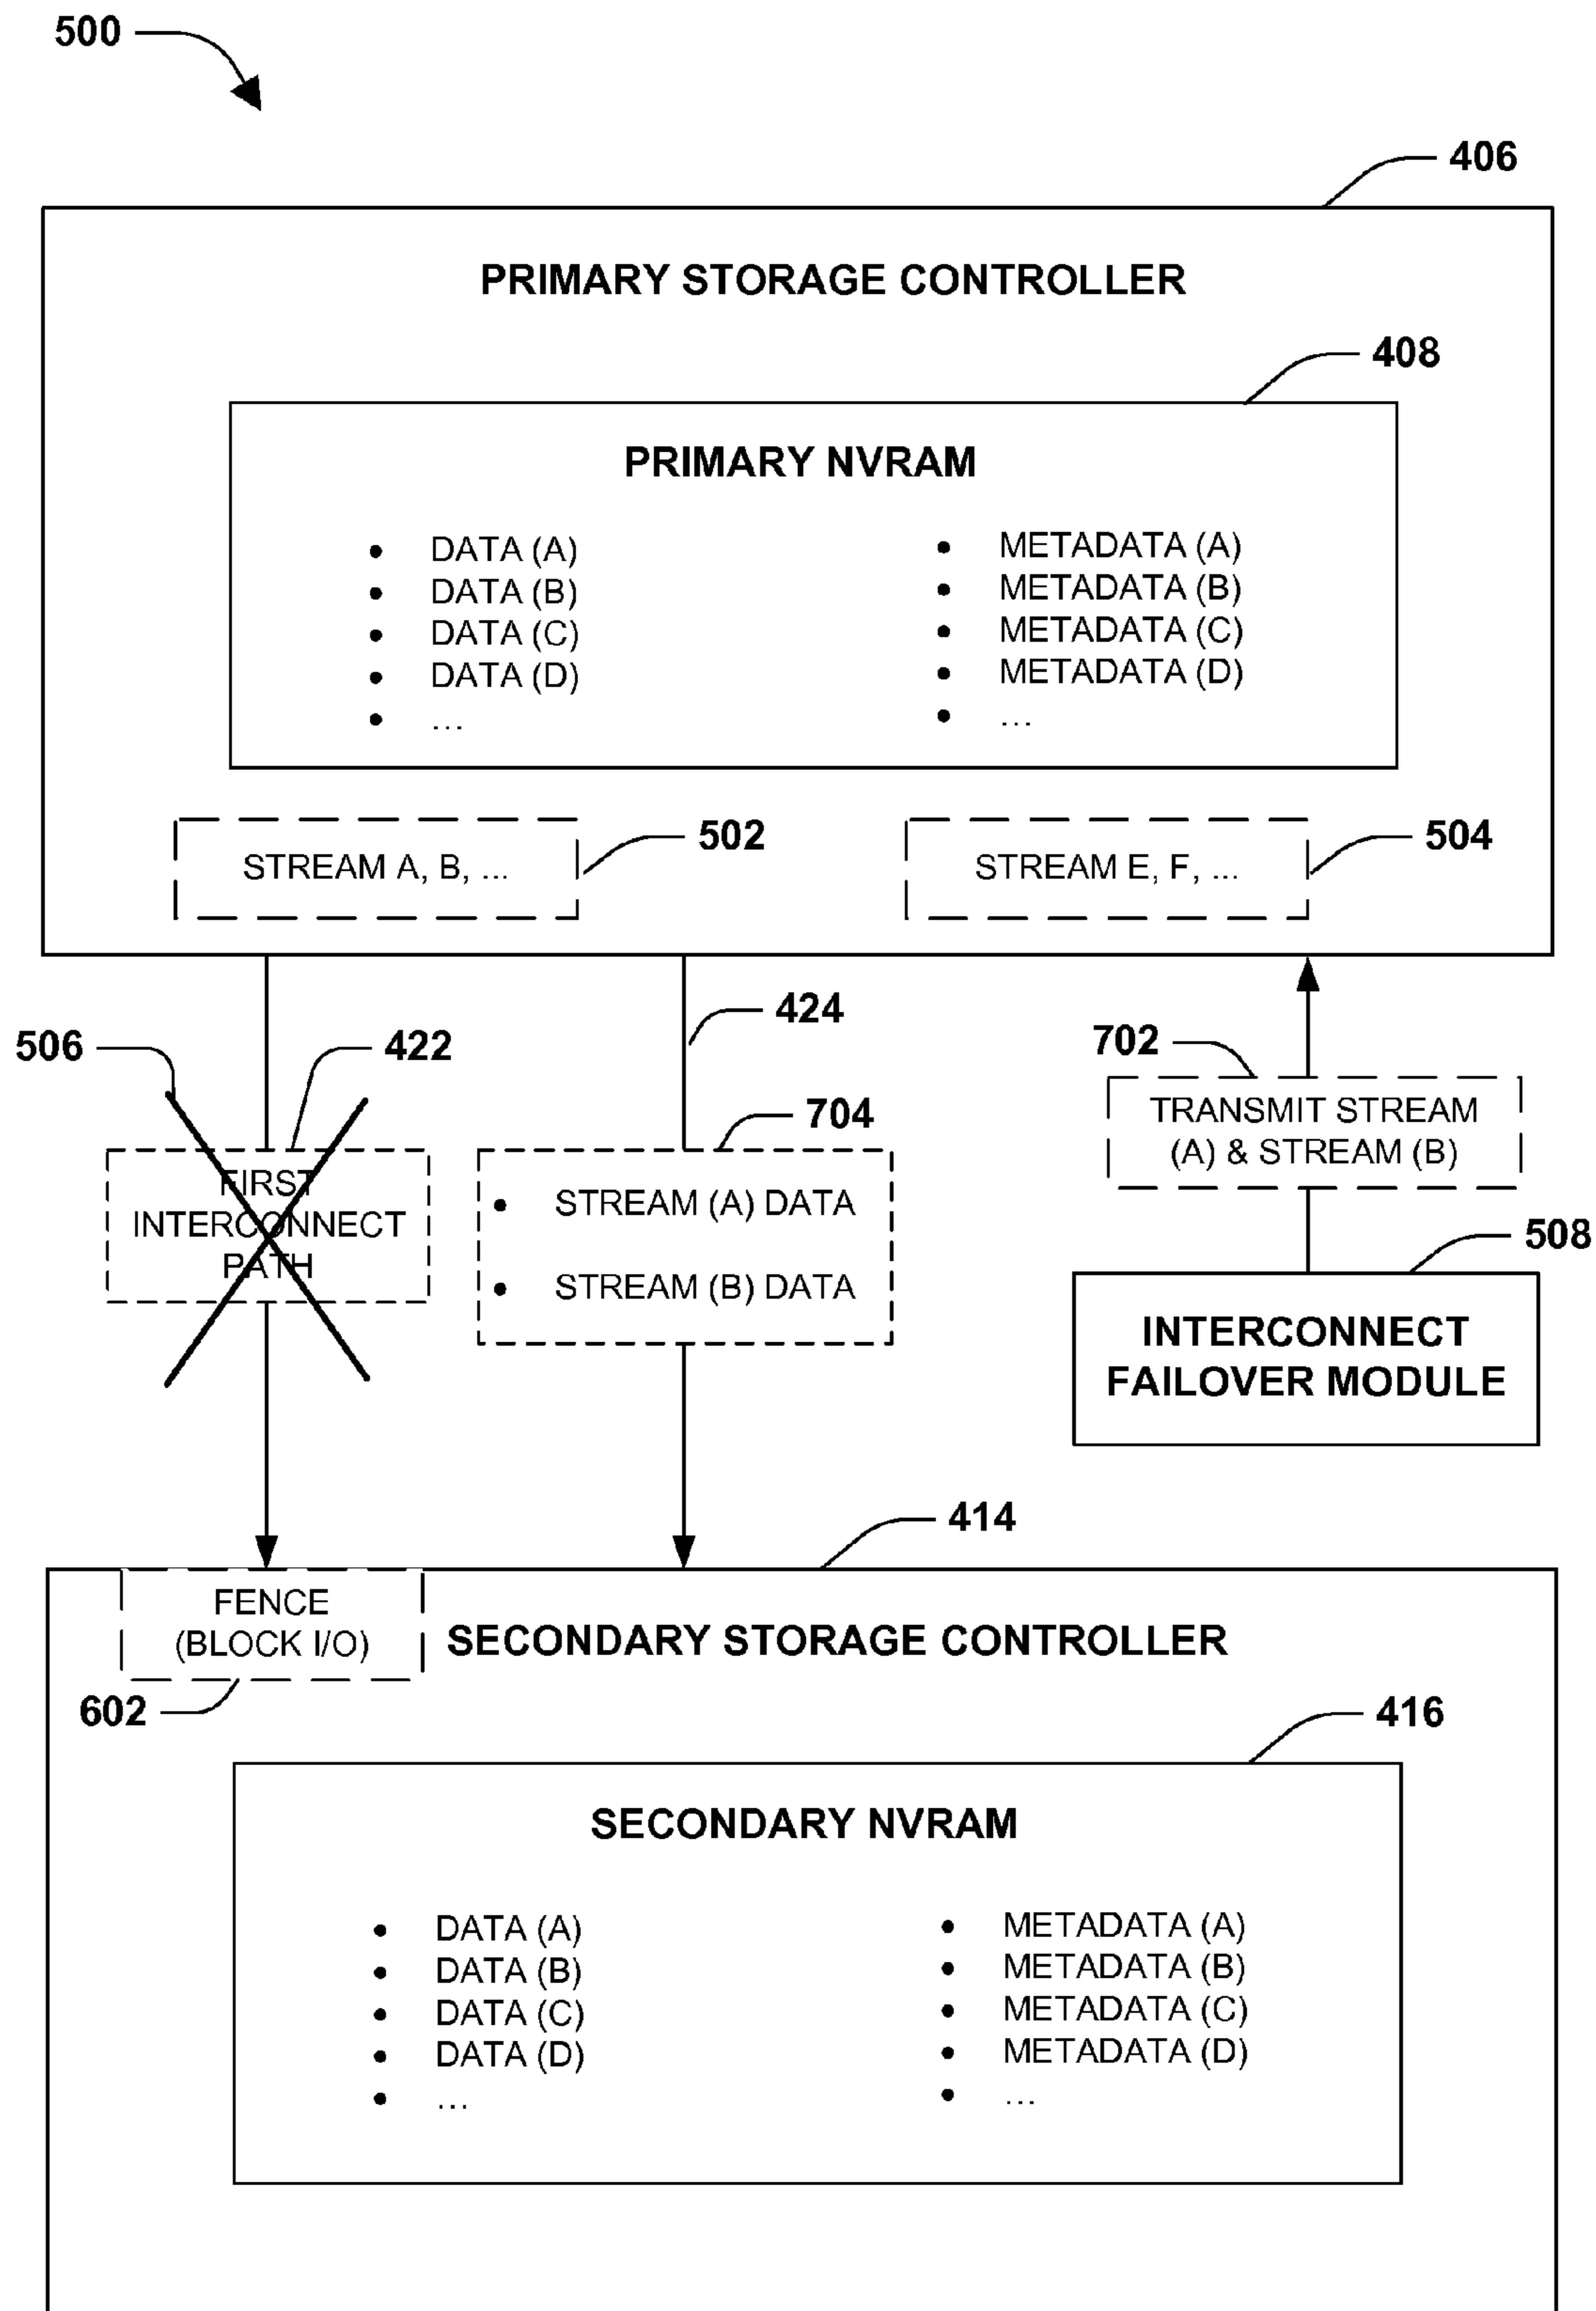 500
406
PRIMARY STORAGE CONTROLLER
408
PRIMARY NVRAM
• DATA (A)
• DATA (B)
• DATA (C)
• DATA (D)
• ...
• METADATA (A)
• METADATA (B)
• METADATA (C)
• METADATA (D)
• ...
STREAM A, B, ...
502
STREAM E, F, ...
504
506
422
424
702
704
FIRST
INTERCONNECT
PATH
• STREAM (A) DATA
• STREAM (B) DATA
TRANSMIT STREAM
(A) & STREAM (B)
508
INTERCONNECT
FAILOVER MODULE
414
FENCE
(BLOCK I/O)
602
SECONDARY STORAGE CONTROLLER
416
SECONDARY NVRAM
• DATA (A)
• DATA (B)
• DATA (C)
• DATA (D)
• ...
• METADATA (A)
• METADATA (B)
• METADATA (C)
• METADATA (D)
• ...